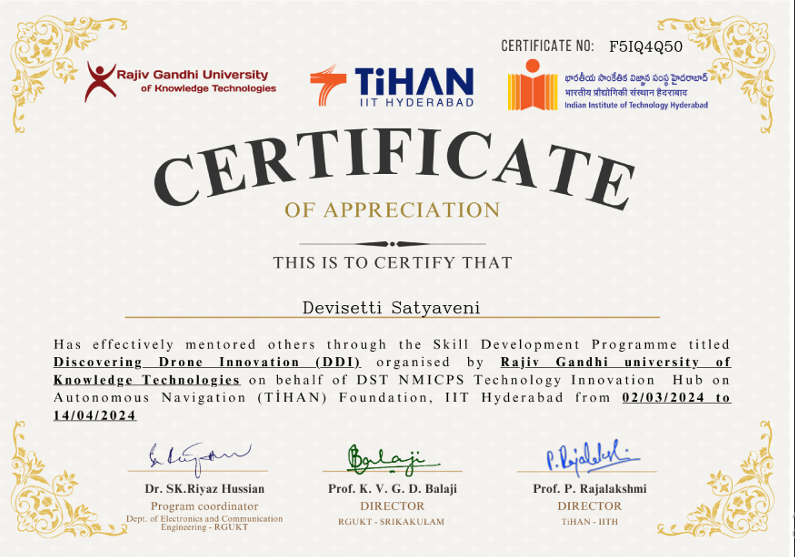 CERTIFICATE NO: F5IQ4Q50
Rajiv Gandhi University
of Knowledge Technologies
TiHAN
IIT HYDERABAD
భారతీయ సాంకేతిక విజ్ఞాన సంస్థ హైదరాబాద్
भारतीय प्रौद्योगिकी संस्थान हैदराबाद
Indian Institute of Technology Hyderabad
CERTIFICATE
OF APPRECIATION
THIS IS TO CERTIFY THAT
Devisetti Satyaveni
Has effectively mentored others through the Skill Development Programme titled
Discovering Drone Innovation (DDI) organised by Rajiv Gandhi university of
Knowledge Technologies on behalf of DST NMICPS Technology Innovation Hub on
Autonomous Navigation (TİHAN) Foundation, IIT Hyderabad from 02/03/2024 to
14/04/2024
Balaji
P. Rajalakshmi
Dr. SK.Riyaz Hussian
Prof. K. V. G. D. Balaji
Prof. P. Rajalakshmi
Program coordinator
DIRECTOR
DIRECTOR
Dept. of Electronics and Communication
Engineering - RGUKT
RGUKT - SRIKAKULAM
TiHAN - IITH